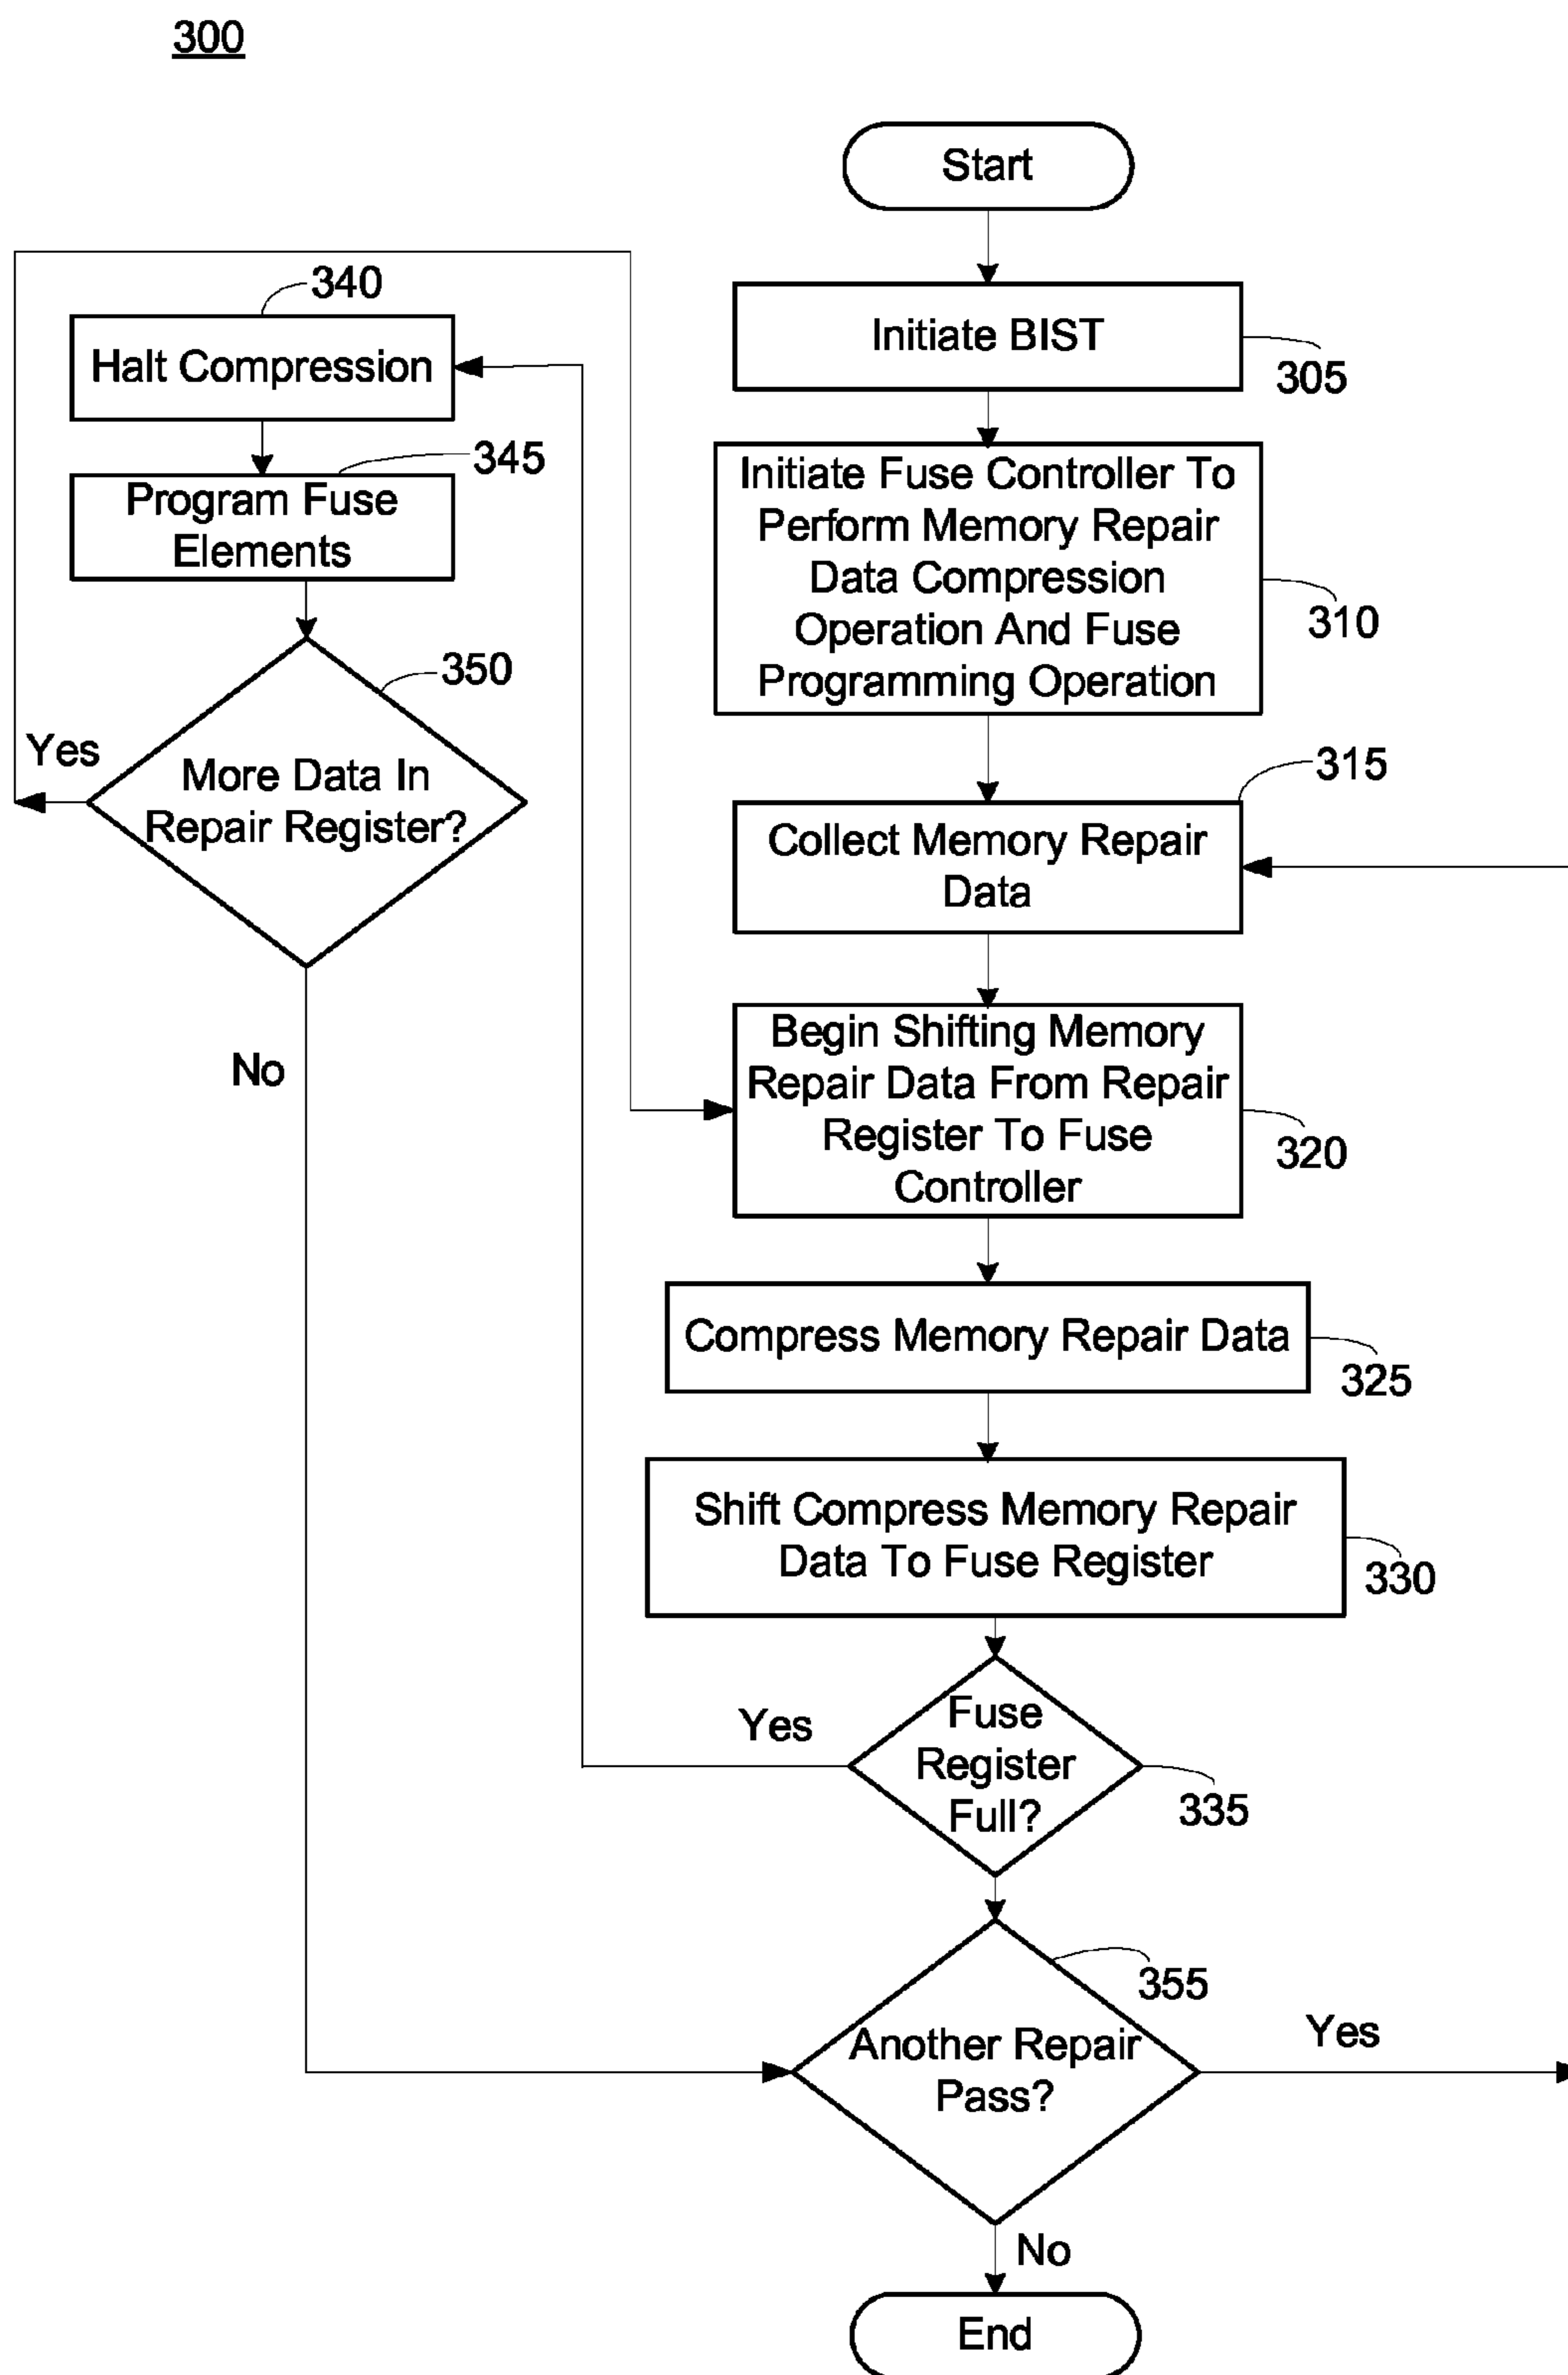 300
Start
Initiate BIST
305
Initiate Fuse Controller To
Perform Memory Repair
Data Compression
Operation And Fuse
Programming Operation
310
315
Collect Memory Repair
Data
Begin Shifting Memory
Repair Data From Repair
Register To Fuse
Controller
320
Compress Memory Repair Data
325
Shift Compress Memory Repair
Data To Fuse Register
330
Fuse
Register
Full?
335
Yes
340
Halt Compression
345
Program Fuse
Elements
350
More Data In
Repair Register?
Yes
No
355
Another Repair
Pass?
Yes
No
End